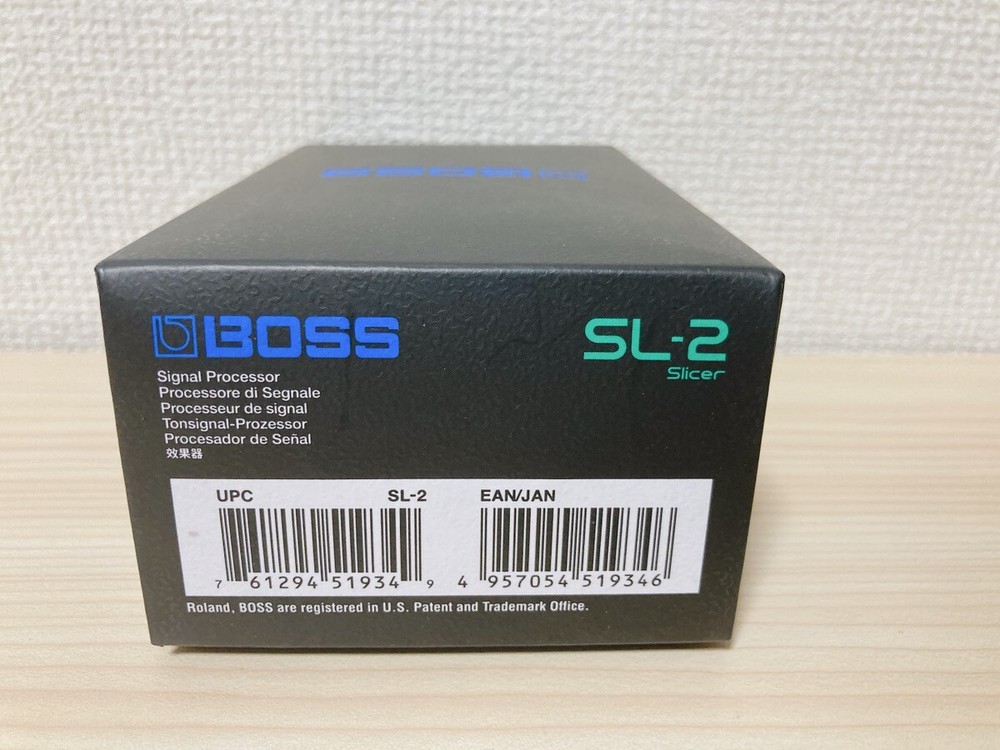 BOSS
BOSS
SL-2
Slicer
Signal Processor
Processore di Segnale
Processeur de signal
Tonsignal-Prozessor
Procesador de Señal
效果器
UPC SL-2 EAN/JAN
7 61294 51934 9 4 957054 519346
Roland, BOSS are registered in U.S. Patent and Trademark Office.